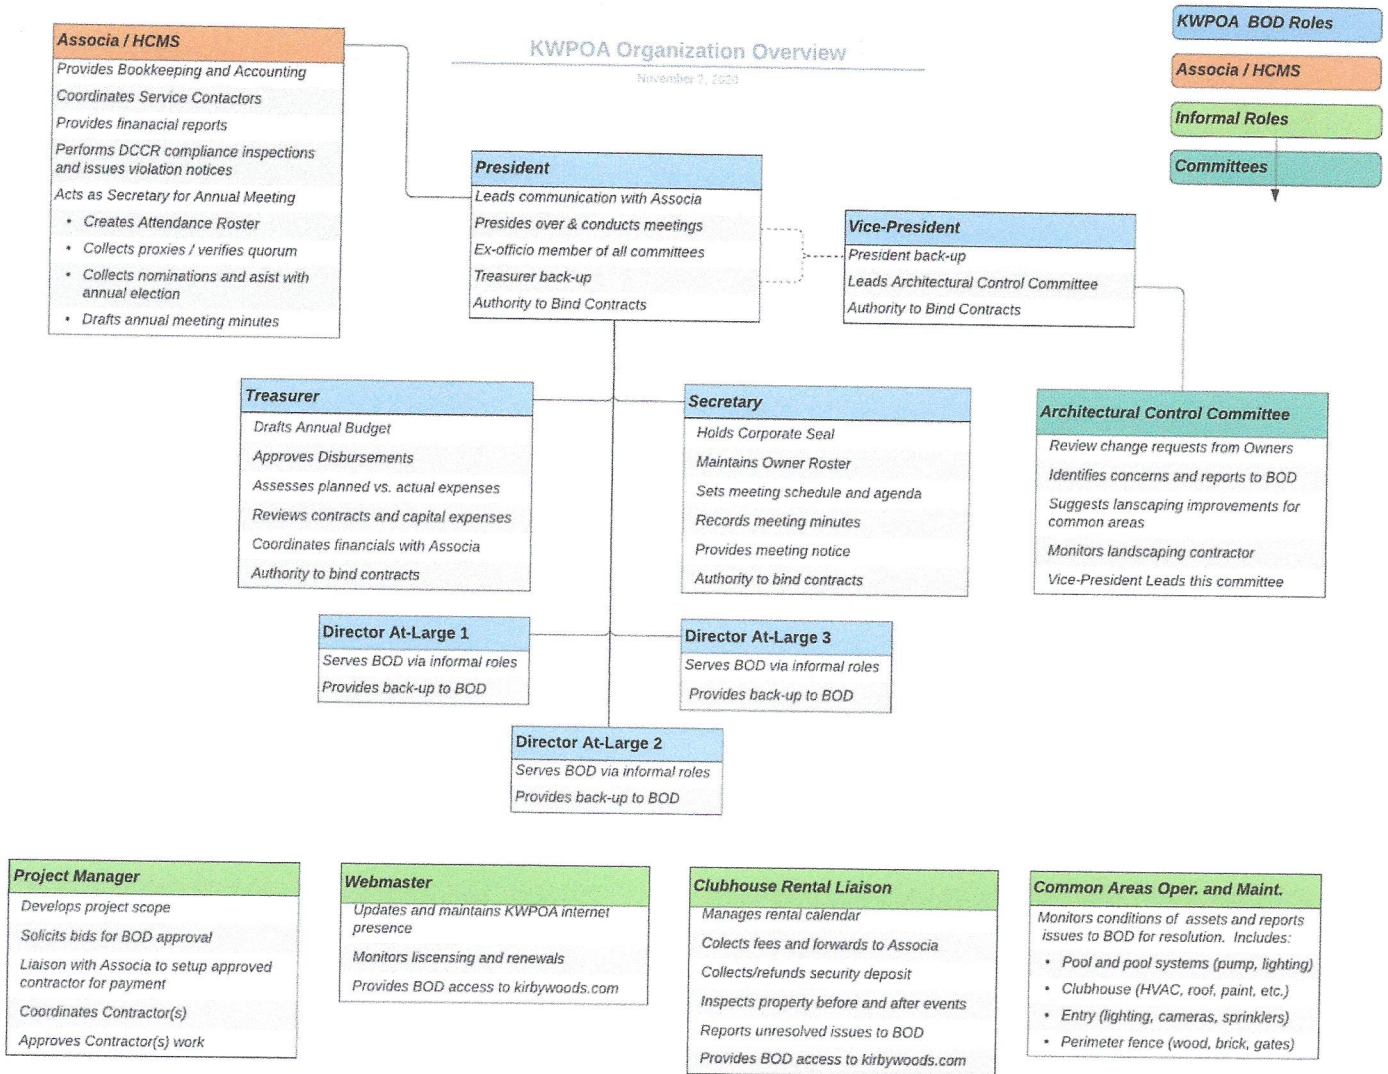 KWPOA Organization Overview
November 2, 2020
KWPOA BOD Roles
Associa / HCMS
Informal Roles
Committees
Associa / HCMS
Provides Bookkeeping and Accounting
Coordinates Service Contactors
Provides finanacial reports
Performs DCCR compliance inspections
and issues violation notices
Acts as Secretary for Annual Meeting
• Creates Attendance Roster
• Collects proxies / verifies quorum
• Collects nominations and asist with
annual election
• Drafts annual meeting minutes
President
Leads communication with Associa
Presides over & conducts meetings
Ex-officio member of all committees
Treasurer back-up
Authority to Bind Contracts
Vice-President
President back-up
Leads Architectural Control Committee
Authority to Bind Contracts
Treasurer
Drafts Annual Budget
Approves Disbursements
Assesses planned vs. actual expenses
Reviews contracts and capital expenses
Coordinates financials with Associa
Authority to bind contracts
Secretary
Holds Corporate Seal
Maintains Owner Roster
Sets meeting schedule and agenda
Records meeting minutes
Provides meeting notice
Authority to bind contracts
Architectural Control Committee
Review change requests from Owners
Identifies concerns and reports to BOD
Suggests lanscaping improvements for
common areas
Monitors landscaping contractor
Vice-President Leads this committee
Director At-Large 1
Serves BOD via informal roles
Provides back-up to BOD
Director At-Large 3
Serves BOD via informal roles
Provides back-up to BOD
Director At-Large 2
Serves BOD via informal roles
Provides back-up to BOD
Project Manager
Develops project scope
Solicits bids for BOD approval
Liaison with Associa to setup approved
contractor for payment
Coordinates Contractor(s)
Approves Contractor(s) work
Webmaster
Updates and maintains KWPOA internet
presence
Monitors liscensing and renewals
Provides BOD access to kirbywoods.com
Clubhouse Rental Liaison
Manages rental calendar
Colects fees and forwards to Associa
Collects/refunds security deposit
Inspects property before and after events
Reports unresolved issues to BOD
Provides BOD access to kirbywoods.com
Common Areas Oper. and Maint.
Monitors conditions of assets and reports
issues to BOD for resolution. Includes:
• Pool and pool systems (pump, lighting)
• Clubhouse (HVAC, roof, paint, etc.)
• Entry (lighting, cameras, sprinklers)
• Perimeter fence (wood, brick, gates)